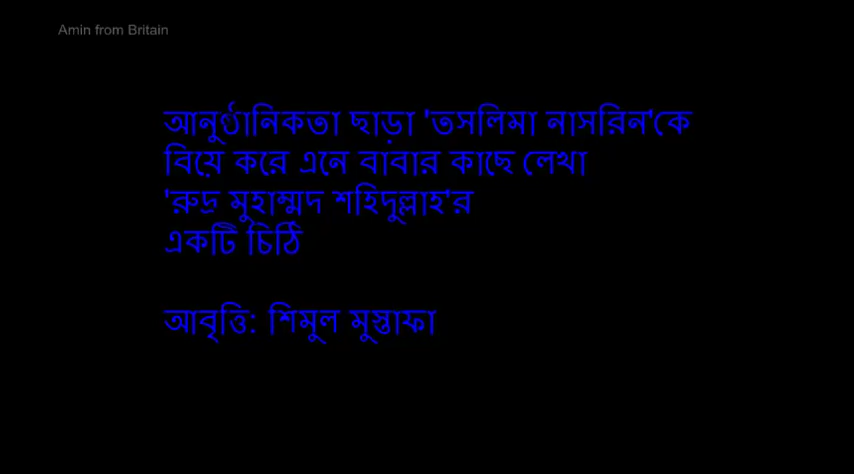 Amin from Britain
আনুষ্ঠানিকতা ছাড়া 'তসলিমা নাসরিন'কে
বিয়ে করে এনে বাবার কাছে লেখা
'রুদ্র মুহাম্মদ শহিদুল্লাহ'র
একটি চিঠি
আবৃত্তি: শিমুল মুস্তাফা